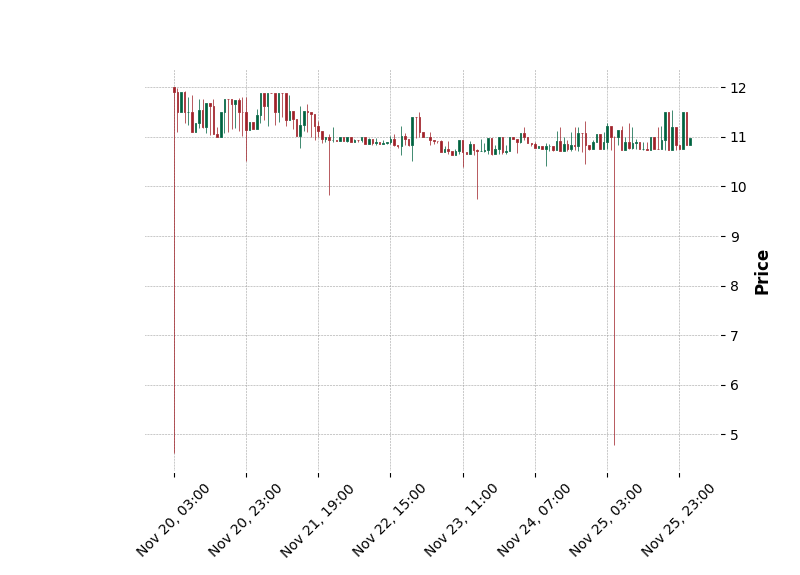 12
11
10
9
8
7
6
5
Price
Nov 20, 03:00
Nov 20, 23:00
Nov 21, 19:00
Nov 22, 15:00
Nov 23, 11:00
Nov 24, 07:00
Nov 25, 03:00
Nov 25, 23:00